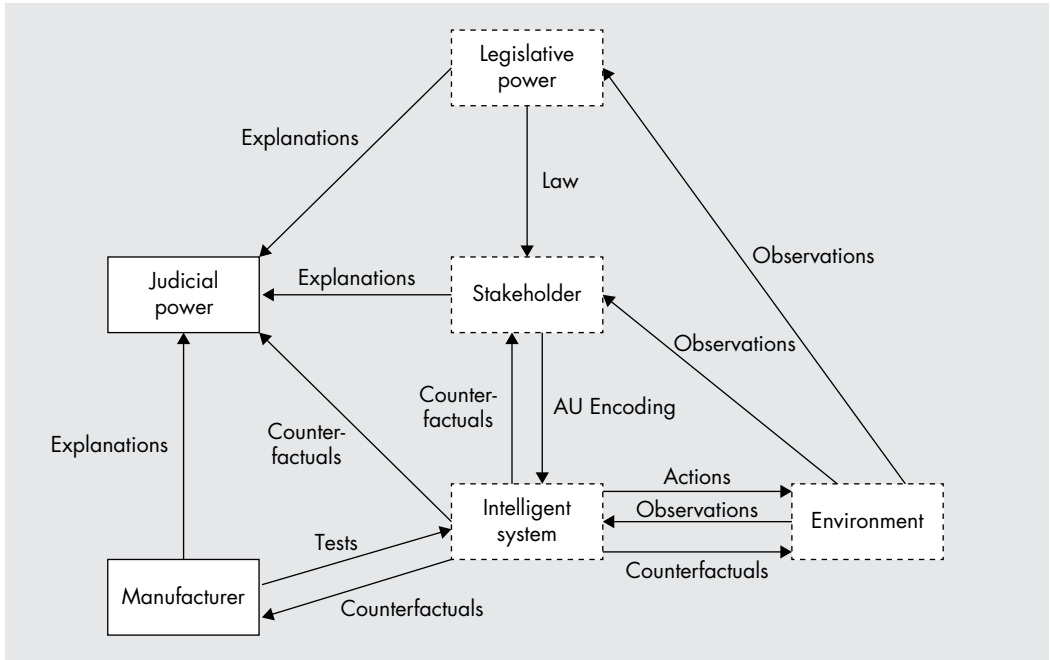 Legislative
power
Explanations
Law
Observations
Judicial
power
Explanations
Stakeholder
Observations
Counter-
factuals
AU Encoding
Explanations
Counter-
factuals
Actions
Intelligent
system
Observations
Environment
Tests
Counterfactuals
Manufacturer
Counterfactuals